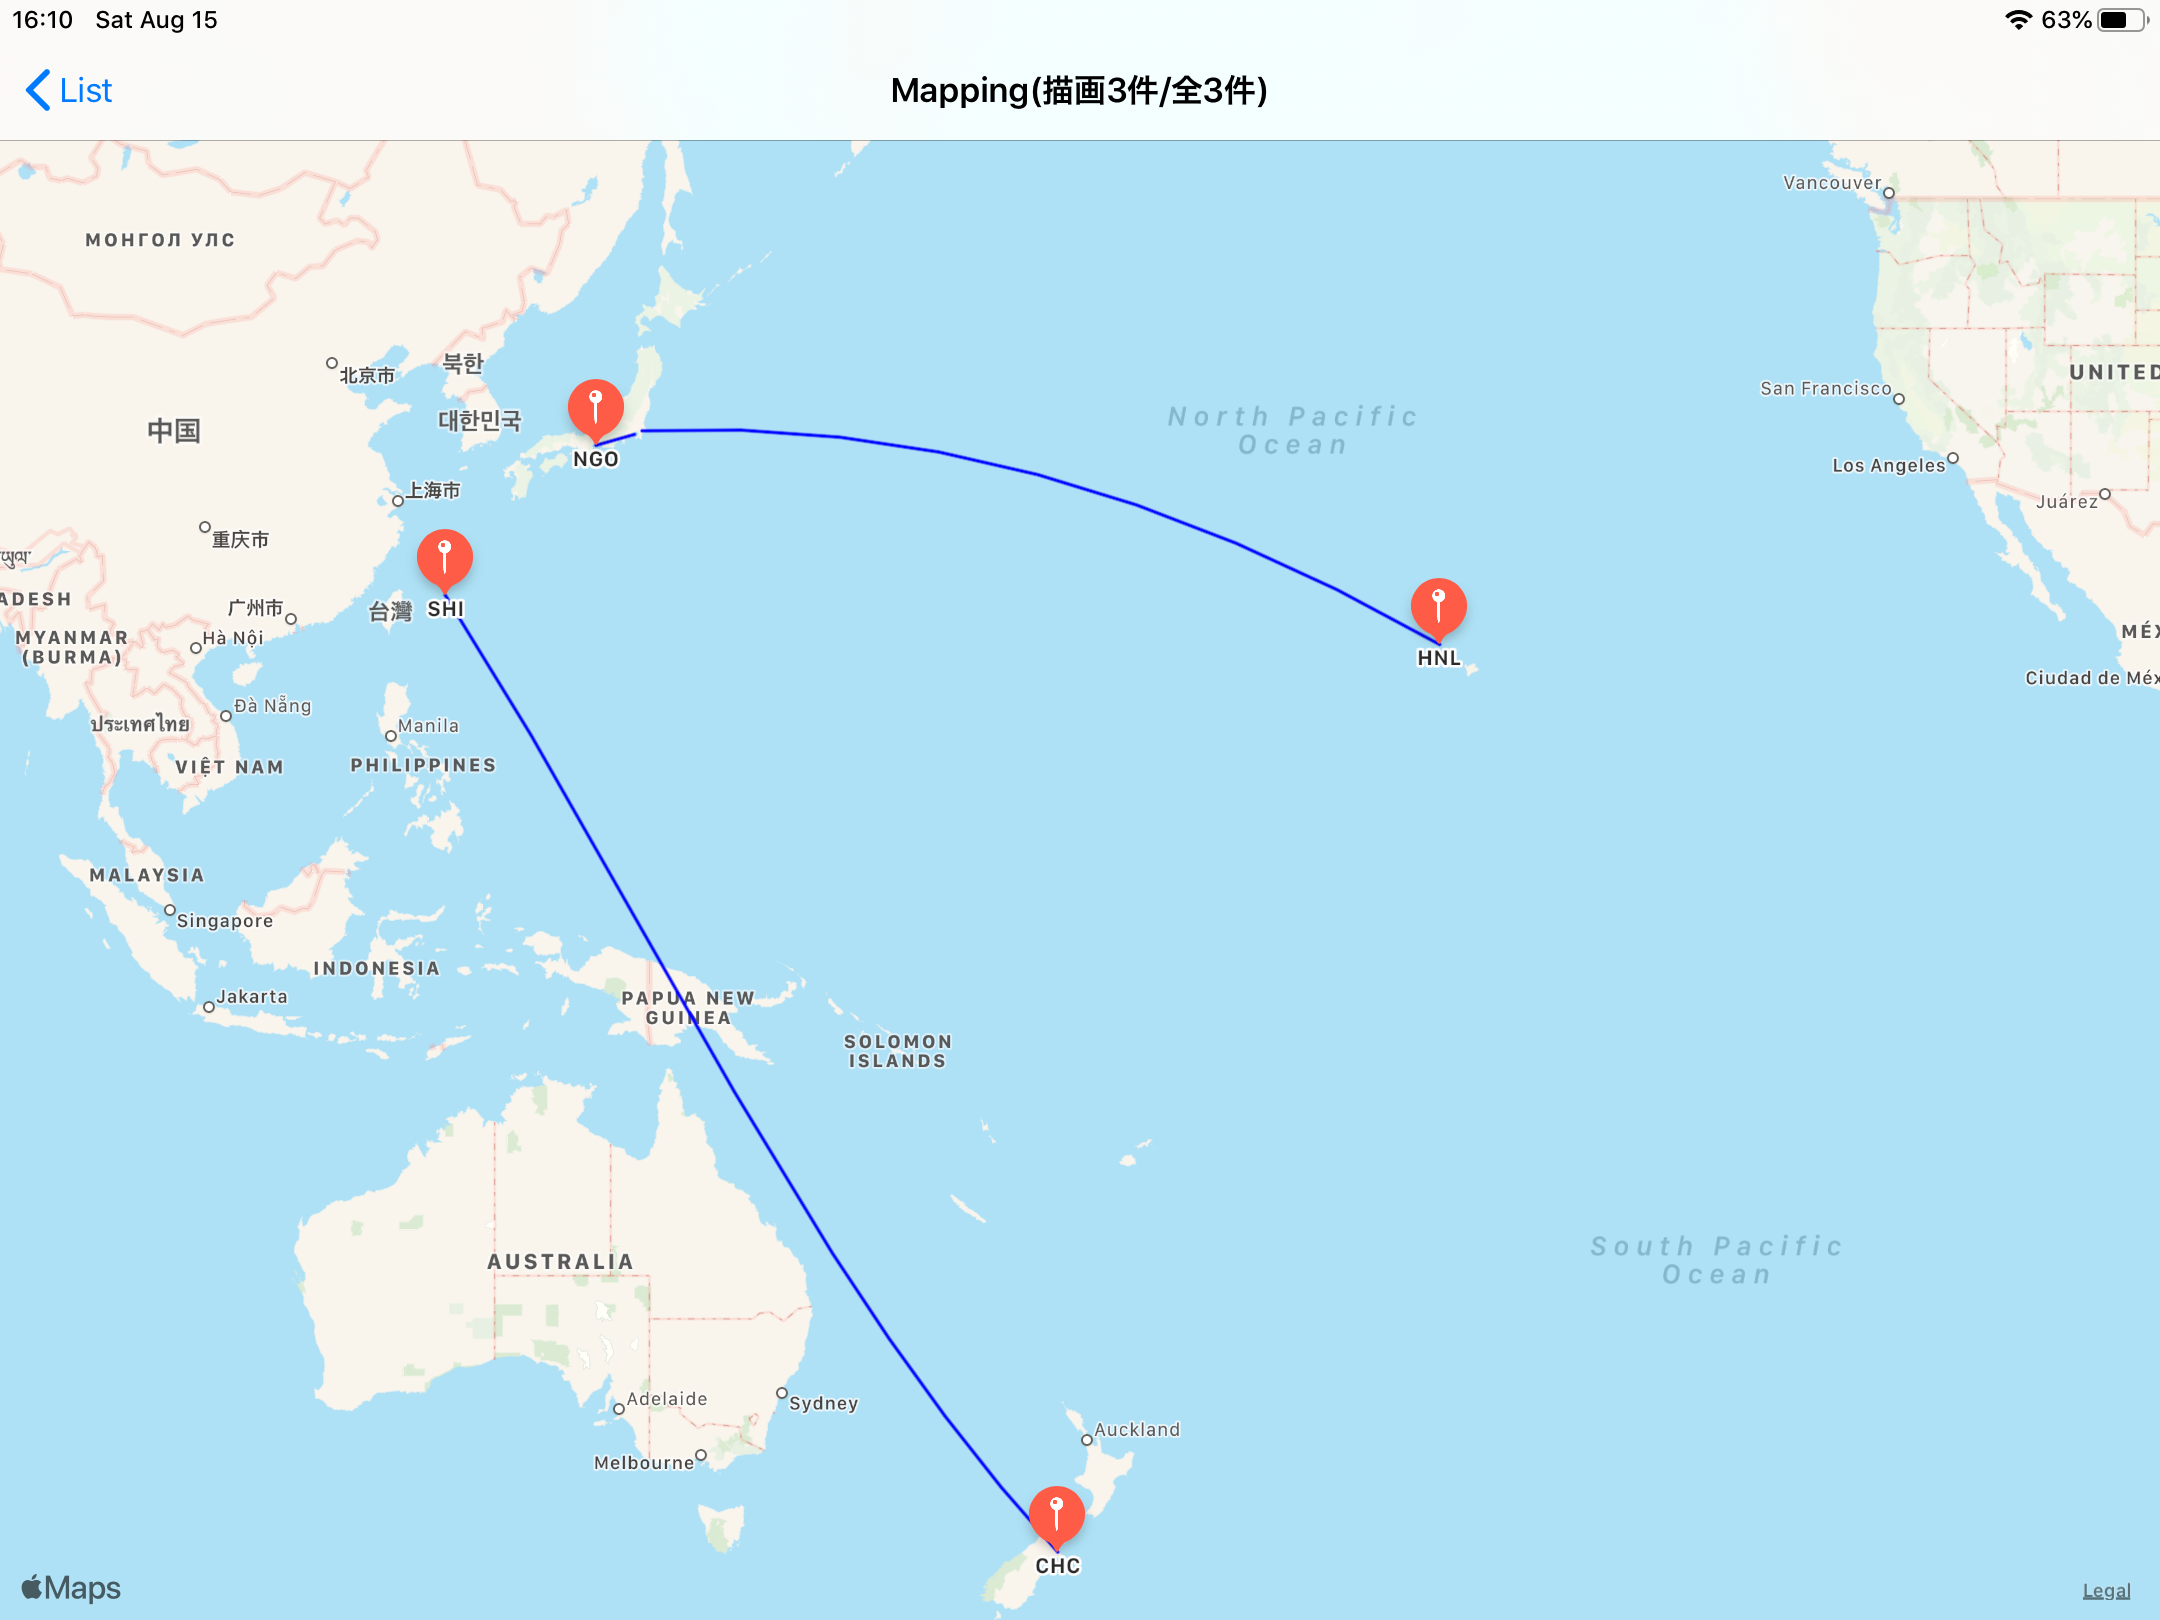 16:10 Sat Aug 15
63%
List
Mapping(描画3件/全3件)
Vancouver
МОНГОЛ УЛС
북한
北京市
UNITED
San Francisco
대한민국
North Pacific
Ocean
中国
NGO
Los Angeles
上海市
Juárez
重庆市
ADESH
广州市
台灣
SHI
MYANMAR
(BURMA)
Hà Nội
MÉX
HNL
Ciudad de Méx
Đà Nẵng
ประเทศไทย
Manila
VIỆT NAM
PHILIPPINES
MALAYSIA
Singapore
INDONESIA
Jakarta
PAPUA NEW
GUINEA
SOLOMON
ISLANDS
AUSTRALIA
South Pacific
Ocean
Adelaide
Sydney
Auckland
Melbourne
CHC
Maps
Legal